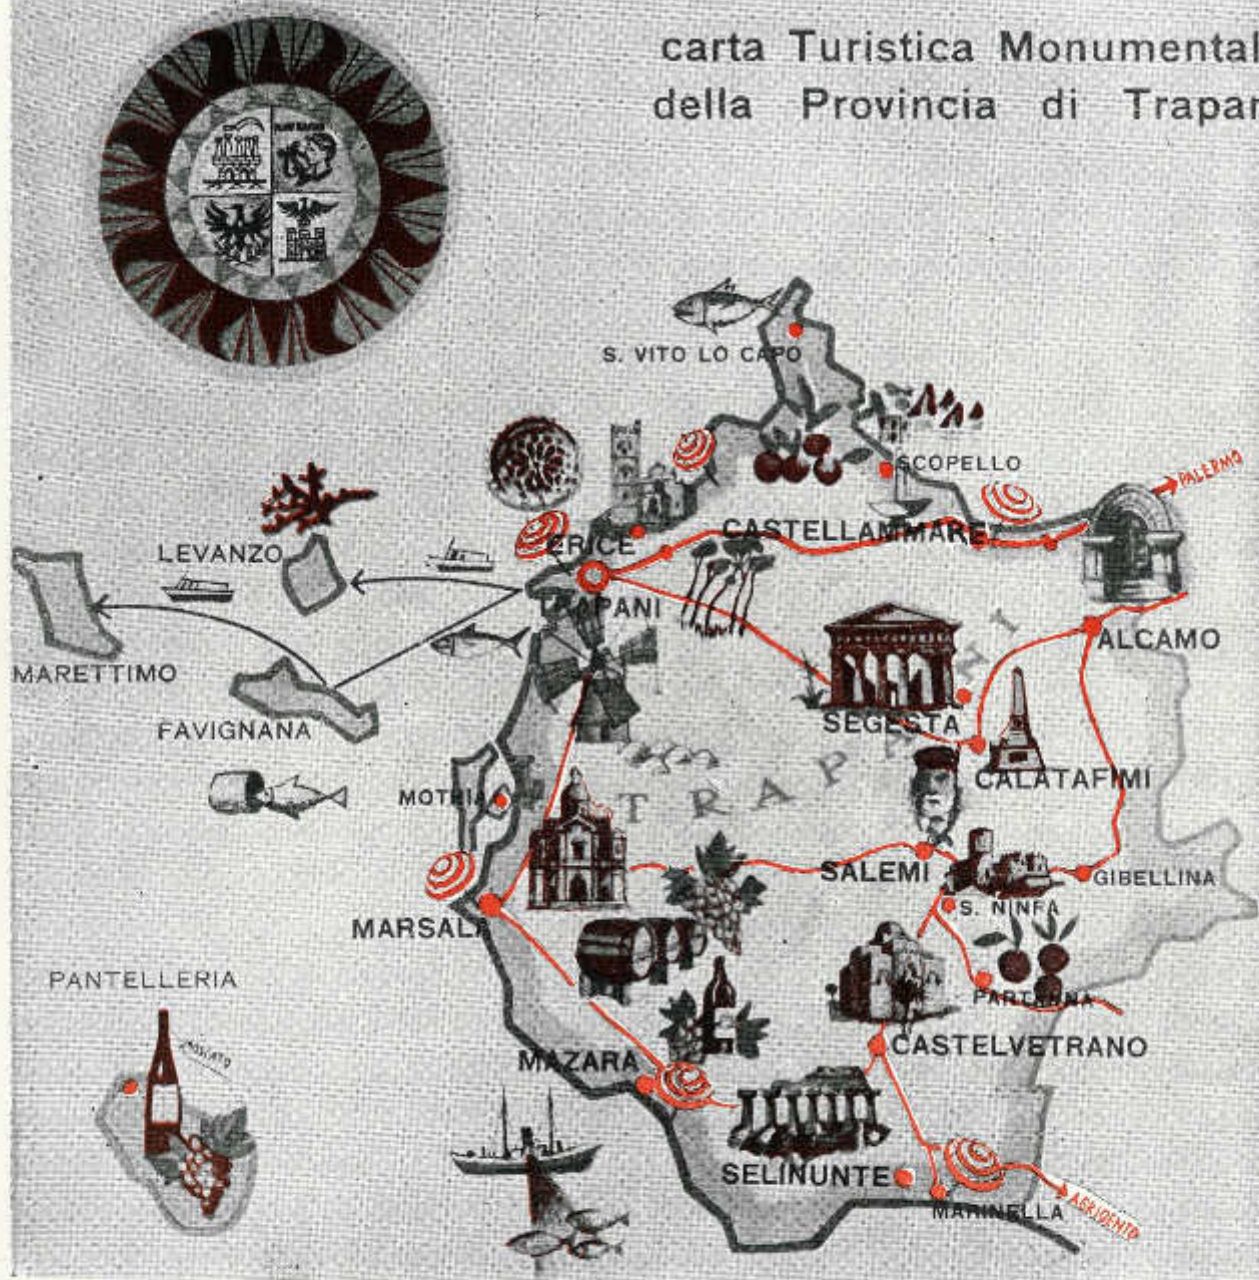 carta Turistica Monumental
della Provincia di Trapa
S. VITO LO CAPO
SCOPELLO
PALERMO
CASTELLAMMARE
ERICE
LEVANZO
TRAPANI
ALCAMO
MARETTIMO
FAVIGNANA
SEGESTA
CALATAFIMI
MOTHIA
TRAPANI
SALEMI
GIBELLINA
S. NINFA
MARSALA
PANTELLERIA
PARTANNA
MOSCATO
CASTELVETRANO
MAZARA
SELINUNTE
MARINELLA
AGRIGENTO